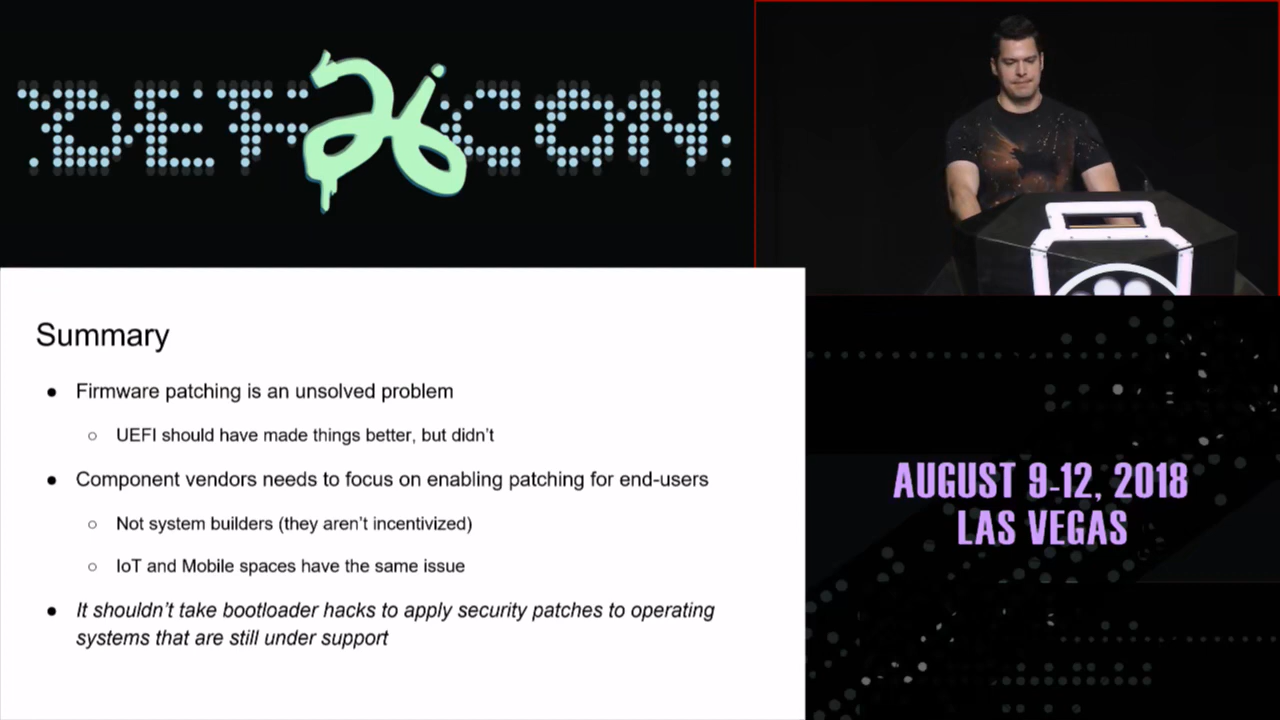 DEF CON
26
Summary
● Firmware patching is an unsolved problem
○ UEFI should have made things better, but didn't
● Component vendors needs to focus on enabling patching for end-users
○ Not system builders (they aren't incentivized)
○ IoT and Mobile spaces have the same issue
● It shouldn't take bootloader hacks to apply security patches to operating
systems that are still under support
AUGUST 9-12, 2018
LAS VEGAS